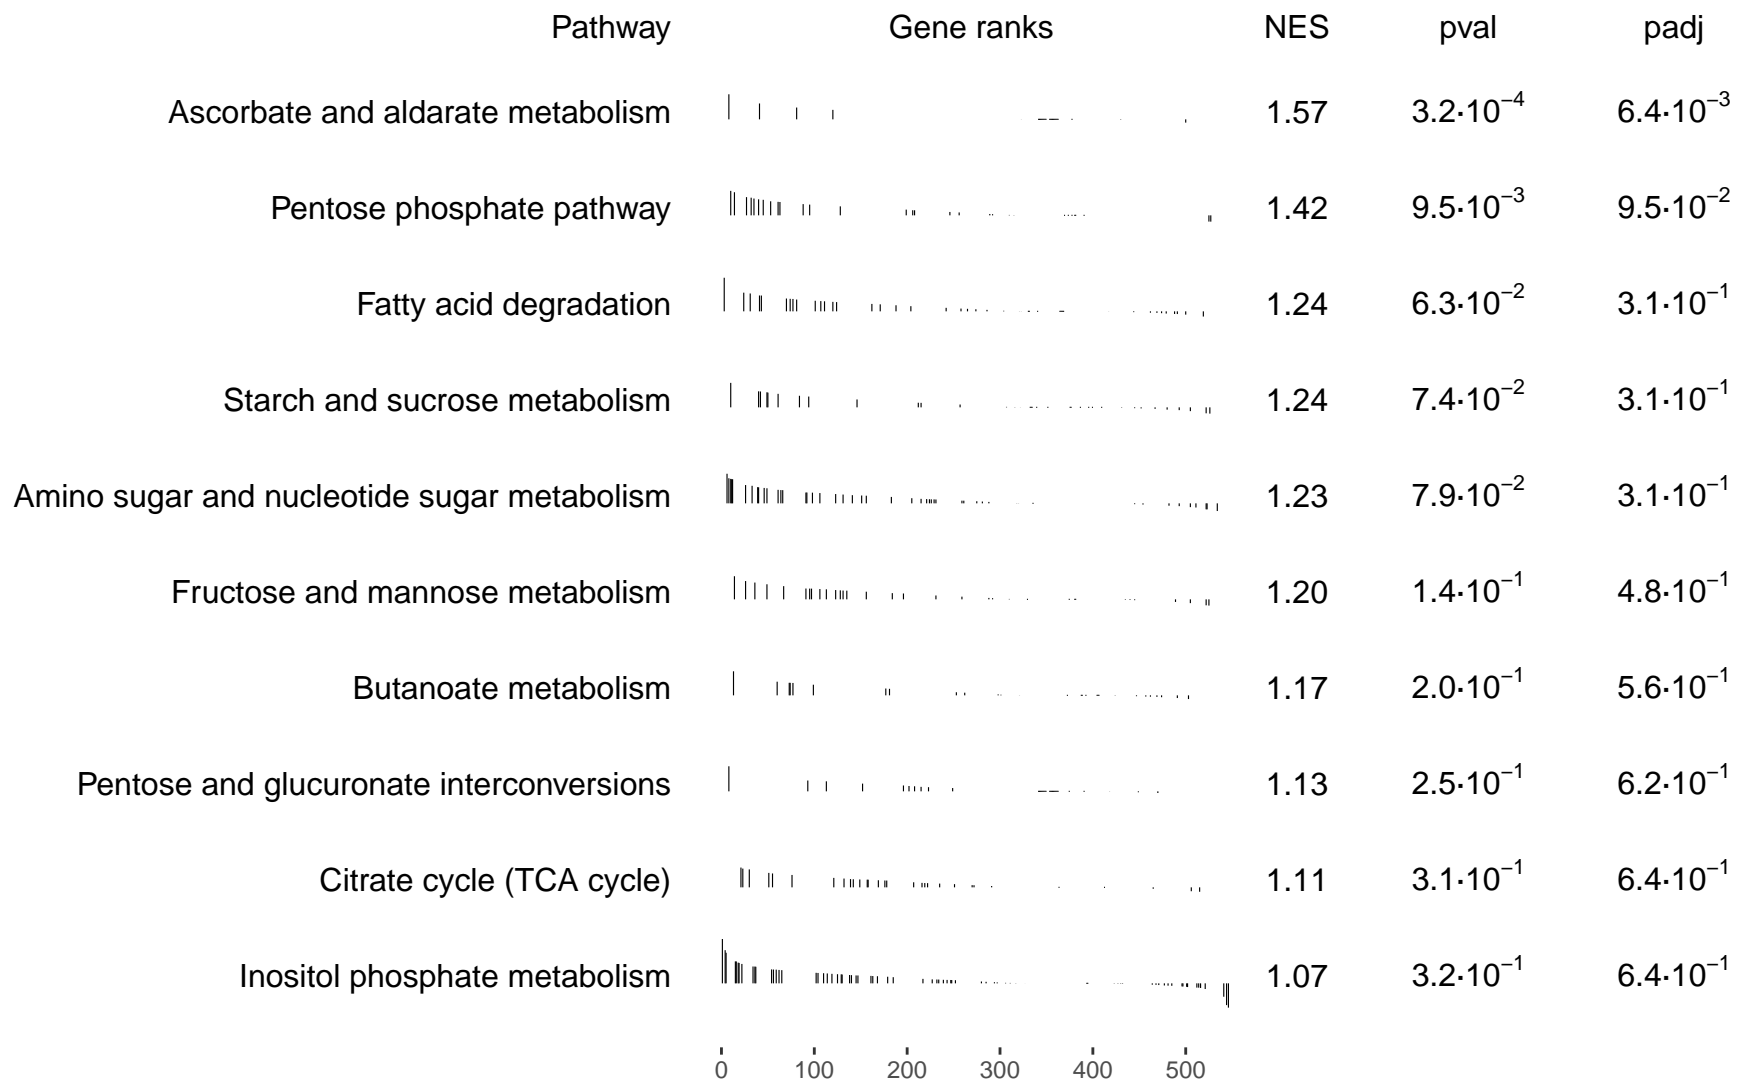 Pathway Gene ranks NES pval padj
Ascorbate and aldarate metabolism 1.57 3.2·10⁻⁴ 6.4·10⁻³
Pentose phosphate pathway 1.42 9.5·10⁻³ 9.5·10⁻²
Fatty acid degradation 1.24 6.3·10⁻² 3.1·10⁻¹
Starch and sucrose metabolism 1.24 7.4·10⁻² 3.1·10⁻¹
Amino sugar and nucleotide sugar metabolism 1.23 7.9·10⁻² 3.1·10⁻¹
Fructose and mannose metabolism 1.20 1.4·10⁻¹ 4.8·10⁻¹
Butanoate metabolism 1.17 2.0·10⁻¹ 5.6·10⁻¹
Pentose and glucuronate interconversions 1.13 2.5·10⁻¹ 6.2·10⁻¹
Citrate cycle (TCA cycle) 1.11 3.1·10⁻¹ 6.4·10⁻¹
Inositol phosphate metabolism 1.07 3.2·10⁻¹ 6.4·10⁻¹
0 100 200 300 400 500